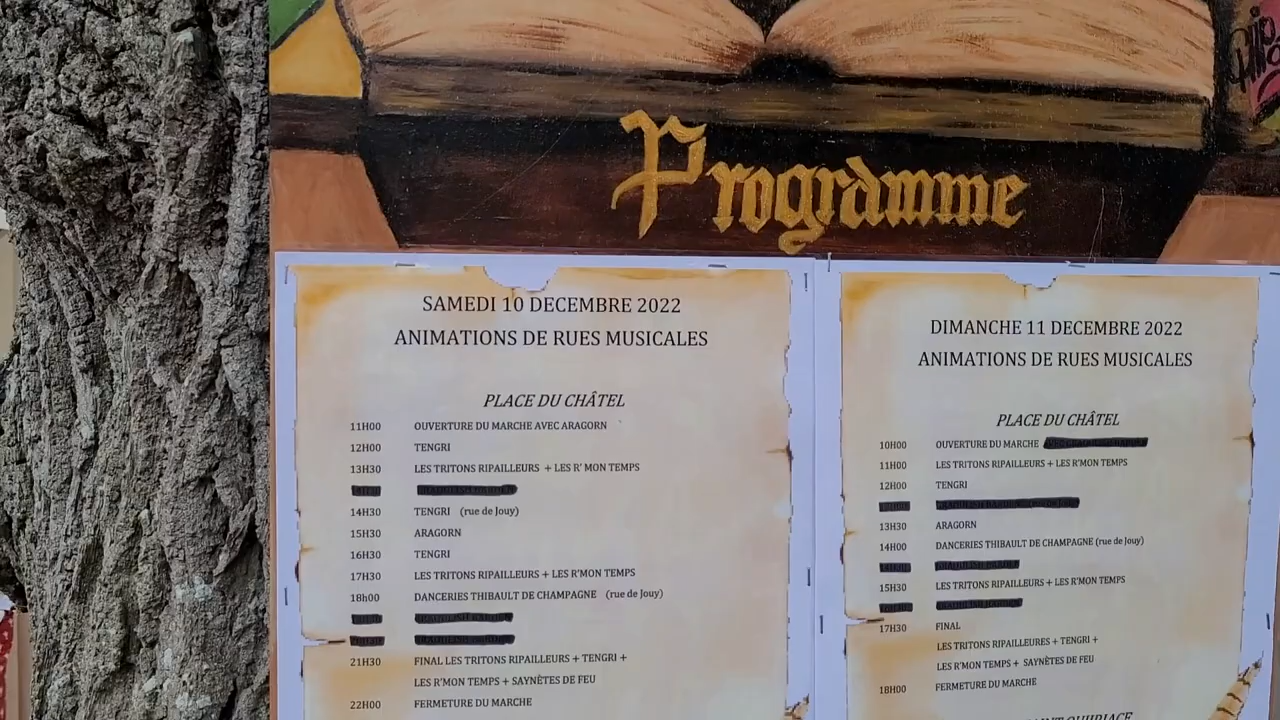 Programme
SAMEDI 10 DECEMBRE 2022
ANIMATIONS DE RUES MUSICALES
PLACE DU CHÂTEL
11H00 OUVERTURE DU MARCHE AVEC ARAGORN
12H00 TENGRI
13H30 LES TRITONS RIPAILLEURS + LES R' MON TEMPS
14H30 TENGRI (rue de Jouy)
15H30 ARAGORN
16H30 TENGRI
17H30 LES TRITONS RIPAILLEURS + LES R'MON TEMPS
18h00 DANCERIES THIBAULT DE CHAMPAGNE (rue de Jouy)
21H30 FINAL LES TRITONS RIPAILLEURS + TENGRI +
LES R'MON TEMPS + SAYNÈTES DE FEU
22H00 FERMETURE DU MARCHE
DIMANCHE 11 DECEMBRE 2022
ANIMATIONS DE RUES MUSICALES
PLACE DU CHÂTEL
10H00 OUVERTURE DU MARCHE
11H00 LES TRITONS RIPAILLEURS + LES R'MON TEMPS
12H00 TENGRI
13H30 ARAGORN
14H00 DANCERIES THIBAULT DE CHAMPAGNE (rue de Jouy)
15H30 LES TRITONS RIPAILLEURS + LES R'MON TEMPS
17H30 FINAL
LES TRITONS RIPAILLEURES + TENGRI +
LES R'MON TEMPS + SAYNÈTES DE FEU
18H00 FERMETURE DU MARCHE